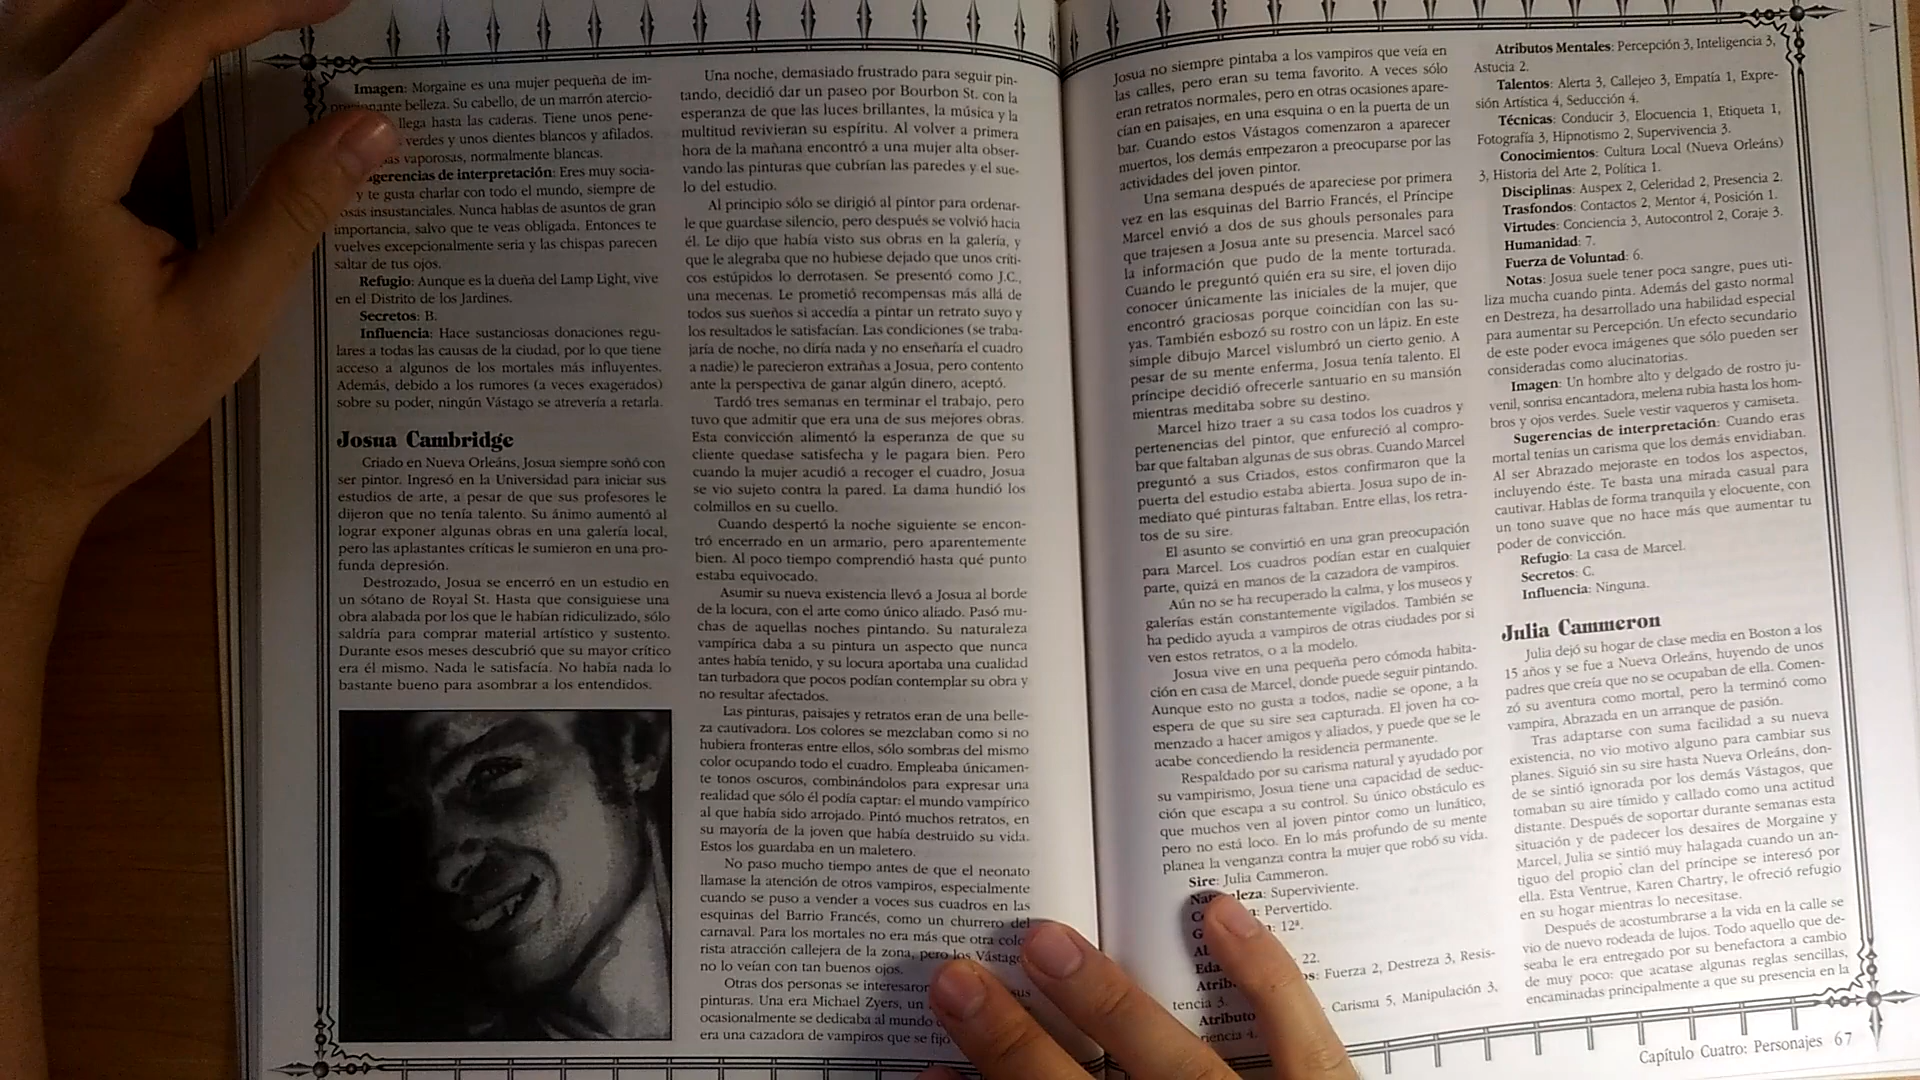 Imagen: Morgaine es una mujer pequeña de im-
presionante belleza. Su cabello, de un marrón atercio-
llega hasta las caderas. Tiene unos pene-
verdes y unos dientes blancos y afilados.
vaporosas, normalmente blancas.
Sugerencias de interpretación: Eres muy socia-
y te gusta charlar con todo el mundo, siempre de
cosas insustanciales. Nunca hablas de asuntos de gran
importancia, salvo que te veas obligada. Entonces te
vuelves excepcionalmente seria y las chispas parecen
saltar de tus ojos.
Refugio: Aunque es la dueña del Lamp Light, vive
en el Distrito de los Jardines.
Secretos: B.
Influencia: Hace sustanciosas donaciones regu-
lares a todas las causas de la ciudad, por lo que tiene
acceso a algunos de los mortales más influyentes.
Además, debido a los rumores (a veces exagerados)
sobre su poder, ningún Vástago se atrevería a retarla.
Josua Cambridge
Criado en Nueva Orleáns, Josua siempre soñó con
ser pintor. Ingresó en la Universidad para iniciar sus
estudios de arte, a pesar de que sus profesores le
dijeron que no tenía talento. Su ánimo aumentó al
lograr exponer algunas obras en una galería local,
pero las aplastantes críticas le sumieron en una pro-
funda depresión.
Destrozado, Josua se encerró en un estudio en
un sótano de Royal St. Hasta que consiguiese una
obra alabada por los que le habían ridiculizado, sólo
saldría para comprar material artístico y sustento.
Durante esos meses descubrió que su mayor crítico
era él mismo. Nada le satisfacía. No había nada lo
bastante bueno para asombrar a los entendidos.
Una noche, demasiado frustrado para seguir pin-
tando, decidió dar un paseo por Bourbon St. con la
esperanza de que las luces brillantes, la música y la
multitud revivieran su espíritu. Al volver a primera
hora de la mañana encontró a una mujer alta obser-
vando las pinturas que cubrían las paredes y el sue-
lo del estudio.
Al principio sólo se dirigió al pintor para ordenar-
le que guardase silencio, pero después se volvió hacia
él. Le dijo que había visto sus obras en la galería, y
que le alegraba que no hubiese dejado que unos críti-
cos estúpidos lo derrotasen. Se presentó como J.C.,
una mecenas. Le prometió recompensas más allá de
todos sus sueños si accedía a pintar un retrato suyo y
los resultados le satisfacían. Las condiciones (se traba-
jaría de noche, no diría nada y no enseñaría el cuadro
a nadie) le parecieron extrañas a Josua, pero contento
ante la perspectiva de ganar algún dinero, aceptó.
Tardó tres semanas en terminar el trabajo, pero
tuvo que admitir que era una de sus mejores obras.
Esta convicción alimentó la esperanza de que su
cliente quedase satisfecha y le pagara bien. Pero
cuando la mujer acudió a recoger el cuadro, Josua
se vio sujeto contra la pared. La dama hundió los
colmillos en su cuello.
Cuando despertó la noche siguiente se encon-
tró encerrado en un armario, pero aparentemente
bien. Al poco tiempo comprendió hasta qué punto
estaba equivocado.
Asumir su nueva existencia llevó a Josua al borde
de la locura, con el arte como único aliado. Pasó mu-
chas de aquellas noches pintando. Su naturaleza
vampírica daba a su pintura un aspecto que nunca
antes había tenido, y su locura aportaba una cualidad
tan turbadora que pocos podían contemplar su obra y
no resultar afectados.
Las pinturas, paisajes y retratos eran de una belle-
za cautivadora. Los colores se mezclaban como si no
hubiera fronteras entre ellos, sólo sombras del mismo
color ocupando todo el cuadro. Empleaba únicamen-
te tonos oscuros, combinándolos para expresar una
realidad que sólo él podía captar: el mundo vampírico
al que había sido arrojado. Pintó muchos retratos, en
su mayoría de la joven que había destruido su vida.
Estos los guardaba en un maletero.
No paso mucho tiempo antes de que el neonato
llamase la atención de otros vampiros, especialmente
cuando se puso a vender a voces sus cuadros en las
esquinas del Barrio Francés, como un churrero del
carnaval. Para los mortales no era más que otra colo-
rista atracción callejera de la zona, pero los Vástagos
no lo veían con tan buenos ojos.
Otras dos personas se interesaron sus
pinturas. Una era Michael Zyers, un
ocasionalmente se dedicaba al mundo
era una cazadora de vampiros que se fijó
Josua no siempre pintaba a los vampiros que veía en
las calles, pero eran su tema favorito. A veces sólo
eran retratos normales, pero en otras ocasiones apare-
cían en paisajes, en una esquina o en la puerta de un
bar. Cuando estos Vástagos comenzaron a aparecer
muertos, los demás empezaron a preocuparse por las
actividades del joven pintor.
Una semana después de apareciese por primera
vez en las esquinas del Barrio Francés, el Príncipe
Marcel envió a dos de sus ghouls personales para
que trajesen a Josua ante su presencia. Marcel sacó
la información que pudo de la mente torturada.
Cuando le preguntó quién era su sire, el joven dijo
conocer únicamente las iniciales de la mujer, que
encontró graciosas porque coincidían con las su-
yas. También esbozó su rostro con un lápiz. En este
simple dibujo Marcel vislumbró un cierto genio. A
pesar de su mente enferma, Josua tenía talento. El
príncipe decidió ofrecerle santuario en su mansión
mientras meditaba sobre su destino.
Marcel hizo traer a su casa todos los cuadros y
pertenencias del pintor, que enfureció al compro-
bar que faltaban algunas de sus obras. Cuando Marcel
preguntó a sus Criados, estos confirmaron que la
puerta del estudio estaba abierta. Josua supo de in-
mediato qué pinturas faltaban. Entre ellas, los retra-
tos de su sire.
El asunto se convirtió en una gran preocupación
para Marcel. Los cuadros podían estar en cualquier
parte, quizá en manos de la cazadora de vampiros.
Aún no se ha recuperado la calma, y los museos y
galerías están constantemente vigilados. También se
ha pedido ayuda a vampiros de otras ciudades por si
ven estos retratos, o a la modelo.
Josua vive en una pequeña pero cómoda habita-
ción en casa de Marcel, donde puede seguir pintando.
Aunque esto no gusta a todos, nadie se opone, a la
espera de que su sire sea capturada. El joven ha co-
menzado a hacer amigos y aliados, y puede que se le
acabe concediendo la residencia permanente.
Respaldado por su carisma natural y ayudado por
su vampirismo, Josua tiene una capacidad de seduc-
ción que escapa a su control. Su único obstáculo es
que muchos ven al joven pintor como un lunático,
pero no está loco. En lo más profundo de su mente
planea la venganza contra la mujer que robó su vida.
Sire: Julia Cammeron.
Naturaleza: Superviviente.
Pervertido.
12ª.
22.
Fuerza 2, Destreza 3, Resis-
tencia 3.
Atributos Carisma 5, Manipulación 3,
Atributos Mentales: Percepción 3, Inteligencia 3,
Astucia 2.
Talentos: Alerta 3, Callejeo 3, Empatía 1, Expre-
sión Artística 4, Seducción 4.
Técnicas: Conducir 3, Elocuencia 1, Etiqueta 1,
Fotografía 3, Hipnotismo 2, Supervivencia 3.
Conocimientos: Cultura Local (Nueva Orleáns)
3, Historia del Arte 2, Política 1.
Disciplinas: Auspex 2, Celeridad 2, Presencia 2.
Trasfondos: Contactos 2, Mentor 4, Posición 1.
Virtudes: Conciencia 3, Autocontrol 2, Coraje 3.
Humanidad: 7.
Fuerza de Voluntad: 6.
Notas: Josua suele tener poca sangre, pues uti-
liza mucha cuando pinta. Además del gasto normal
en Destreza, ha desarrollado una habilidad especial
para aumentar su Percepción. Un efecto secundario
de este poder evoca imágenes que sólo pueden ser
consideradas como alucinatorias.
Imagen: Un hombre alto y delgado de rostro ju-
venil, sonrisa encantadora, melena rubia hasta los hom-
bros y ojos verdes. Suele vestir vaqueros y camiseta.
Sugerencias de interpretación: Cuando eras
mortal tenías un carisma que los demás envidiaban.
Al ser Abrazado mejoraste en todos los aspectos,
incluyendo éste. Te basta una mirada casual para
cautivar. Hablas de forma tranquila y elocuente, con
un tono suave que no hace más que aumentar tu
poder de convicción.
Refugio: La casa de Marcel.
Secretos: C.
Influencia: Ninguna.
Julia Cammeron
Julia dejó su hogar de clase media en Boston a los
15 años y se fue a Nueva Orleáns, huyendo de unos
padres que creía que no se ocupaban de ella. Comen-
zó su aventura como mortal, pero la terminó como
vampira, Abrazada en un arranque de pasión.
Tras adaptarse con suma facilidad a su nueva
existencia, no vio motivo alguno para cambiar sus
planes. Siguió sin su sire hasta Nueva Orleáns, don-
de se sintió ignorada por los demás Vástagos, que
tomaban su aire tímido y callado como una actitud
distante. Después de soportar durante semanas esta
situación y de padecer los desaires de Morgaine y
Marcel, Julia se sintió muy halagada cuando un an-
tiguo del propio clan del príncipe se interesó por
ella. Esta Ventrue, Karen Chartry, le ofreció refugio
en su hogar mientras lo necesitase.
Después de acostumbrarse a la vida en la calle se
vio de nuevo rodeada de lujos. Todo aquello que de-
seaba le era entregado por su benefactora a cambio
de muy poco: que acatase algunas reglas sencillas,
encaminadas principalmente a que su presencia en la
Capítulo Cuatro: Personajes 67